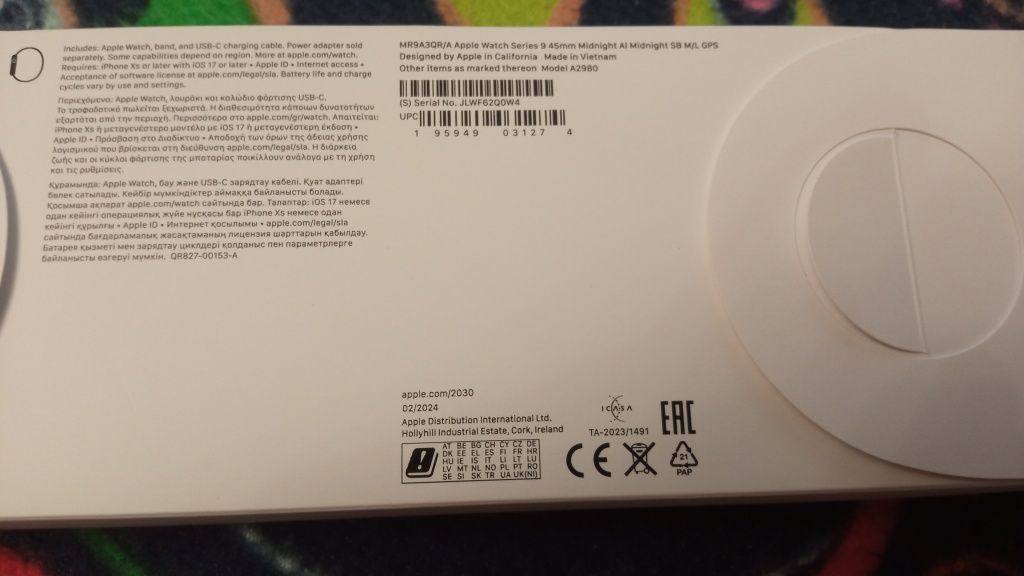 Includes: Apple Watch, band, and USB-C charging cable. Power adapter sold
separately. Some capabilities depend on region. More at apple.com/watch.
Requires: iPhone Xs or later with iOS 17 or later • Apple ID • Internet access •
Acceptance of software license at apple.com/legal/sla. Battery life and charge
cycles vary by use and settings.
Περιεχόμενα: Apple Watch, λουράκι και καλώδιο φόρτισης USB-C.
Το τροφοδοτικό πωλείται ξεχωριστά. Η διαθεσιμότητα κάποιων δυνατοτήτων
εξαρτάται από την περιοχή. Περισσότερα στο apple.com/gr/watch. Απαιτείται:
iPhone Xs ή μεταγενέστερο μοντέλο με iOS 17 ή μεταγενέστερη έκδοση •
Apple ID • Πρόσβαση στο Διαδίκτυο • Αποδοχή των όρων της άδειας χρήσης
λογισμικού που βρίσκεται στη διεύθυνση apple.com/legal/sla. Η διάρκεια
ζωής και οι κύκλοι φόρτισης της μπαταρίας ποικίλλουν ανάλογα με τη χρήση
και τις ρυθμίσεις.
Құрамында: Apple Watch, бау және USB-C зарядтау кабелі. Қуат адаптері
бөлек сатылады. Кейбір мүмкіндіктер аймаққа байланысты болады.
Қосымша ақпарат apple.com/watch сайтында бар. Талаптар: iOS 17 немесе
одан кейінгі операциялық жүйе нұсқасы бар iPhone Xs немесе одан
кейінгі құрылғы • Apple ID • Интернет қосылымы • apple.com/legal/sla
сайтында бағдарламалық жасақтаманың лицензия шарттарын қабылдау.
Батарея қызметі мен зарядтау циклдері қолданыс пен параметрлерге
байланысты өзгеруі мүмкін. QR827-00153-A
MR9A3QR/A Apple Watch Series 9 45mm Midnight Al Midnight SB M/L GPS
Designed by Apple in California Made in Vietnam
Other items as marked thereon Model A2980
(S) Serial No. JLWF62Q0W4
UPC
1 95949 03127 4
apple.com/2030
02/2024
Apple Distribution International Ltd.
Hollyhill Industrial Estate, Cork, Ireland
AT BE BG CH CY CZ DE
DK EE EL ES FI FR HR
HU IE IS IT LI LT LU
LV MT NL NO PL PT RO
SE SI SK TR UA UK(NI)
ICASA
TA-2023/1491
EAC
CE
21
PAP